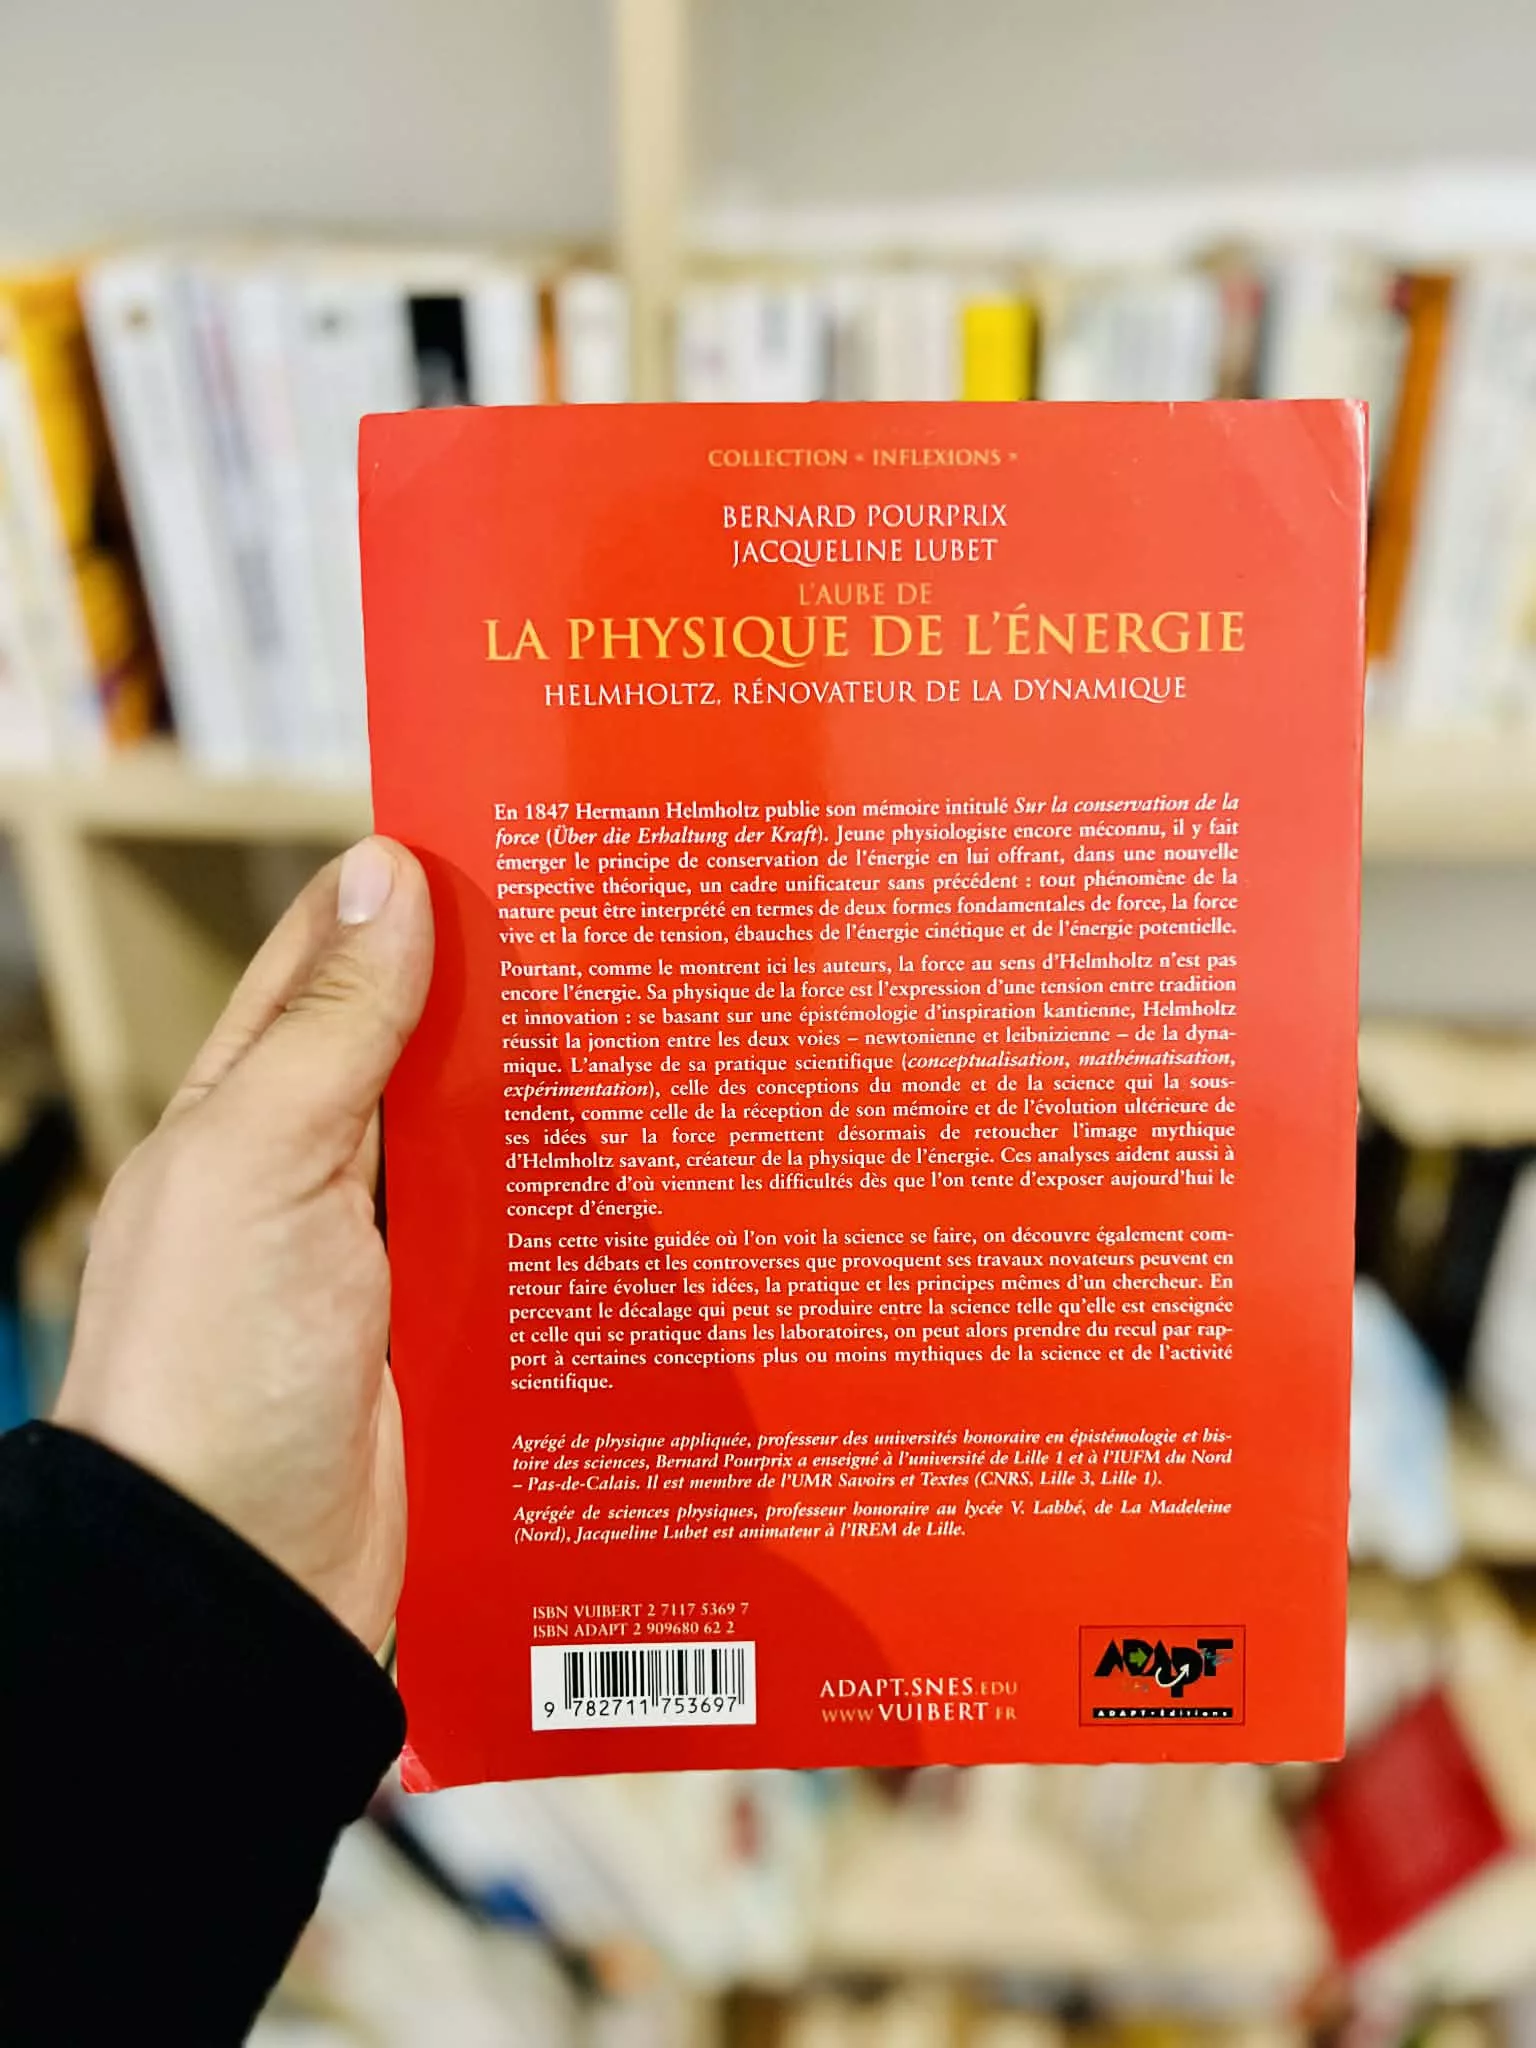 COLLECTION « INFLEXIONS »
BERNARD POURPRIX
JACQUELINE LUBET
L'AUBE DE
LA PHYSIQUE DE L'ÉNERGIE
HELMHOLTZ, RÉNOVATEUR DE LA DYNAMIQUE
En 1847 Hermann Helmholtz publie son mémoire intitulé Sur la conservation de la
force (Über die Erhaltung der Kraft). Jeune physiologiste encore méconnu, il y fait
émerger le principe de conservation de l'énergie en lui offrant, dans une nouvelle
perspective théorique, un cadre unificateur sans précédent : tout phénomène de la
nature peut être interprété en termes de deux formes fondamentales de force, la force
vive et la force de tension, ébauches de l'énergie cinétique et de l'énergie potentielle.
Pourtant, comme le montrent ici les auteurs, la force au sens d'Helmholtz n'est pas
encore l'énergie. Sa physique de la force est l'expression d'une tension entre tradition
et innovation : se basant sur une épistémologie d'inspiration kantienne, Helmholtz
réussit la jonction entre les deux voies – newtonienne et leibnizienne – de la dyna-
mique. L'analyse de sa pratique scientifique (conceptualisation, mathématisation,
expérimentation), celle des conceptions du monde et de la science qui la sous-
tendent, comme celle de la réception de son mémoire et de l'évolution ultérieure de
ses idées sur la force permettent désormais de retoucher l'image mythique
d'Helmholtz savant, créateur de la physique de l'énergie. Ces analyses aident aussi à
comprendre d'où viennent les difficultés dès que l'on tente d'exposer aujourd'hui le
concept d'énergie.
Dans cette visite guidée où l'on voit la science se faire, on découvre également com-
ment les débats et les controverses que provoquent ses travaux novateurs peuvent en
retour faire évoluer les idées, la pratique et les principes mêmes d'un chercheur. En
percevant le décalage qui peut se produire entre la science telle qu'elle est enseignée
et celle qui se pratique dans les laboratoires, on peut alors prendre du recul par rap-
port à certaines conceptions plus ou moins mythiques de la science et de l'activité
scientifique.
Agrégé de physique appliquée, professeur des universités honoraire en épistémologie et his-
toire des sciences, Bernard Pourprix a enseigné à l'université de Lille 1 et à l'IUFM du Nord
– Pas-de-Calais. Il est membre de l'UMR Savoirs et Textes (CNRS, Lille 3, Lille 1).
Agrégée de sciences physiques, professeur honoraire au lycée V. Labbé, de La Madeleine
(Nord), Jacqueline Lubet est animateur à l'IREM de Lille.
ISBN VUIBERT 2 7117 5369 7
ISBN ADAPT 2 909680 62 2
9 782711 753697
ADAPT.SNES.EDU
WWW.VUIBERT.FR
ADAPT
ADAPT • éditions